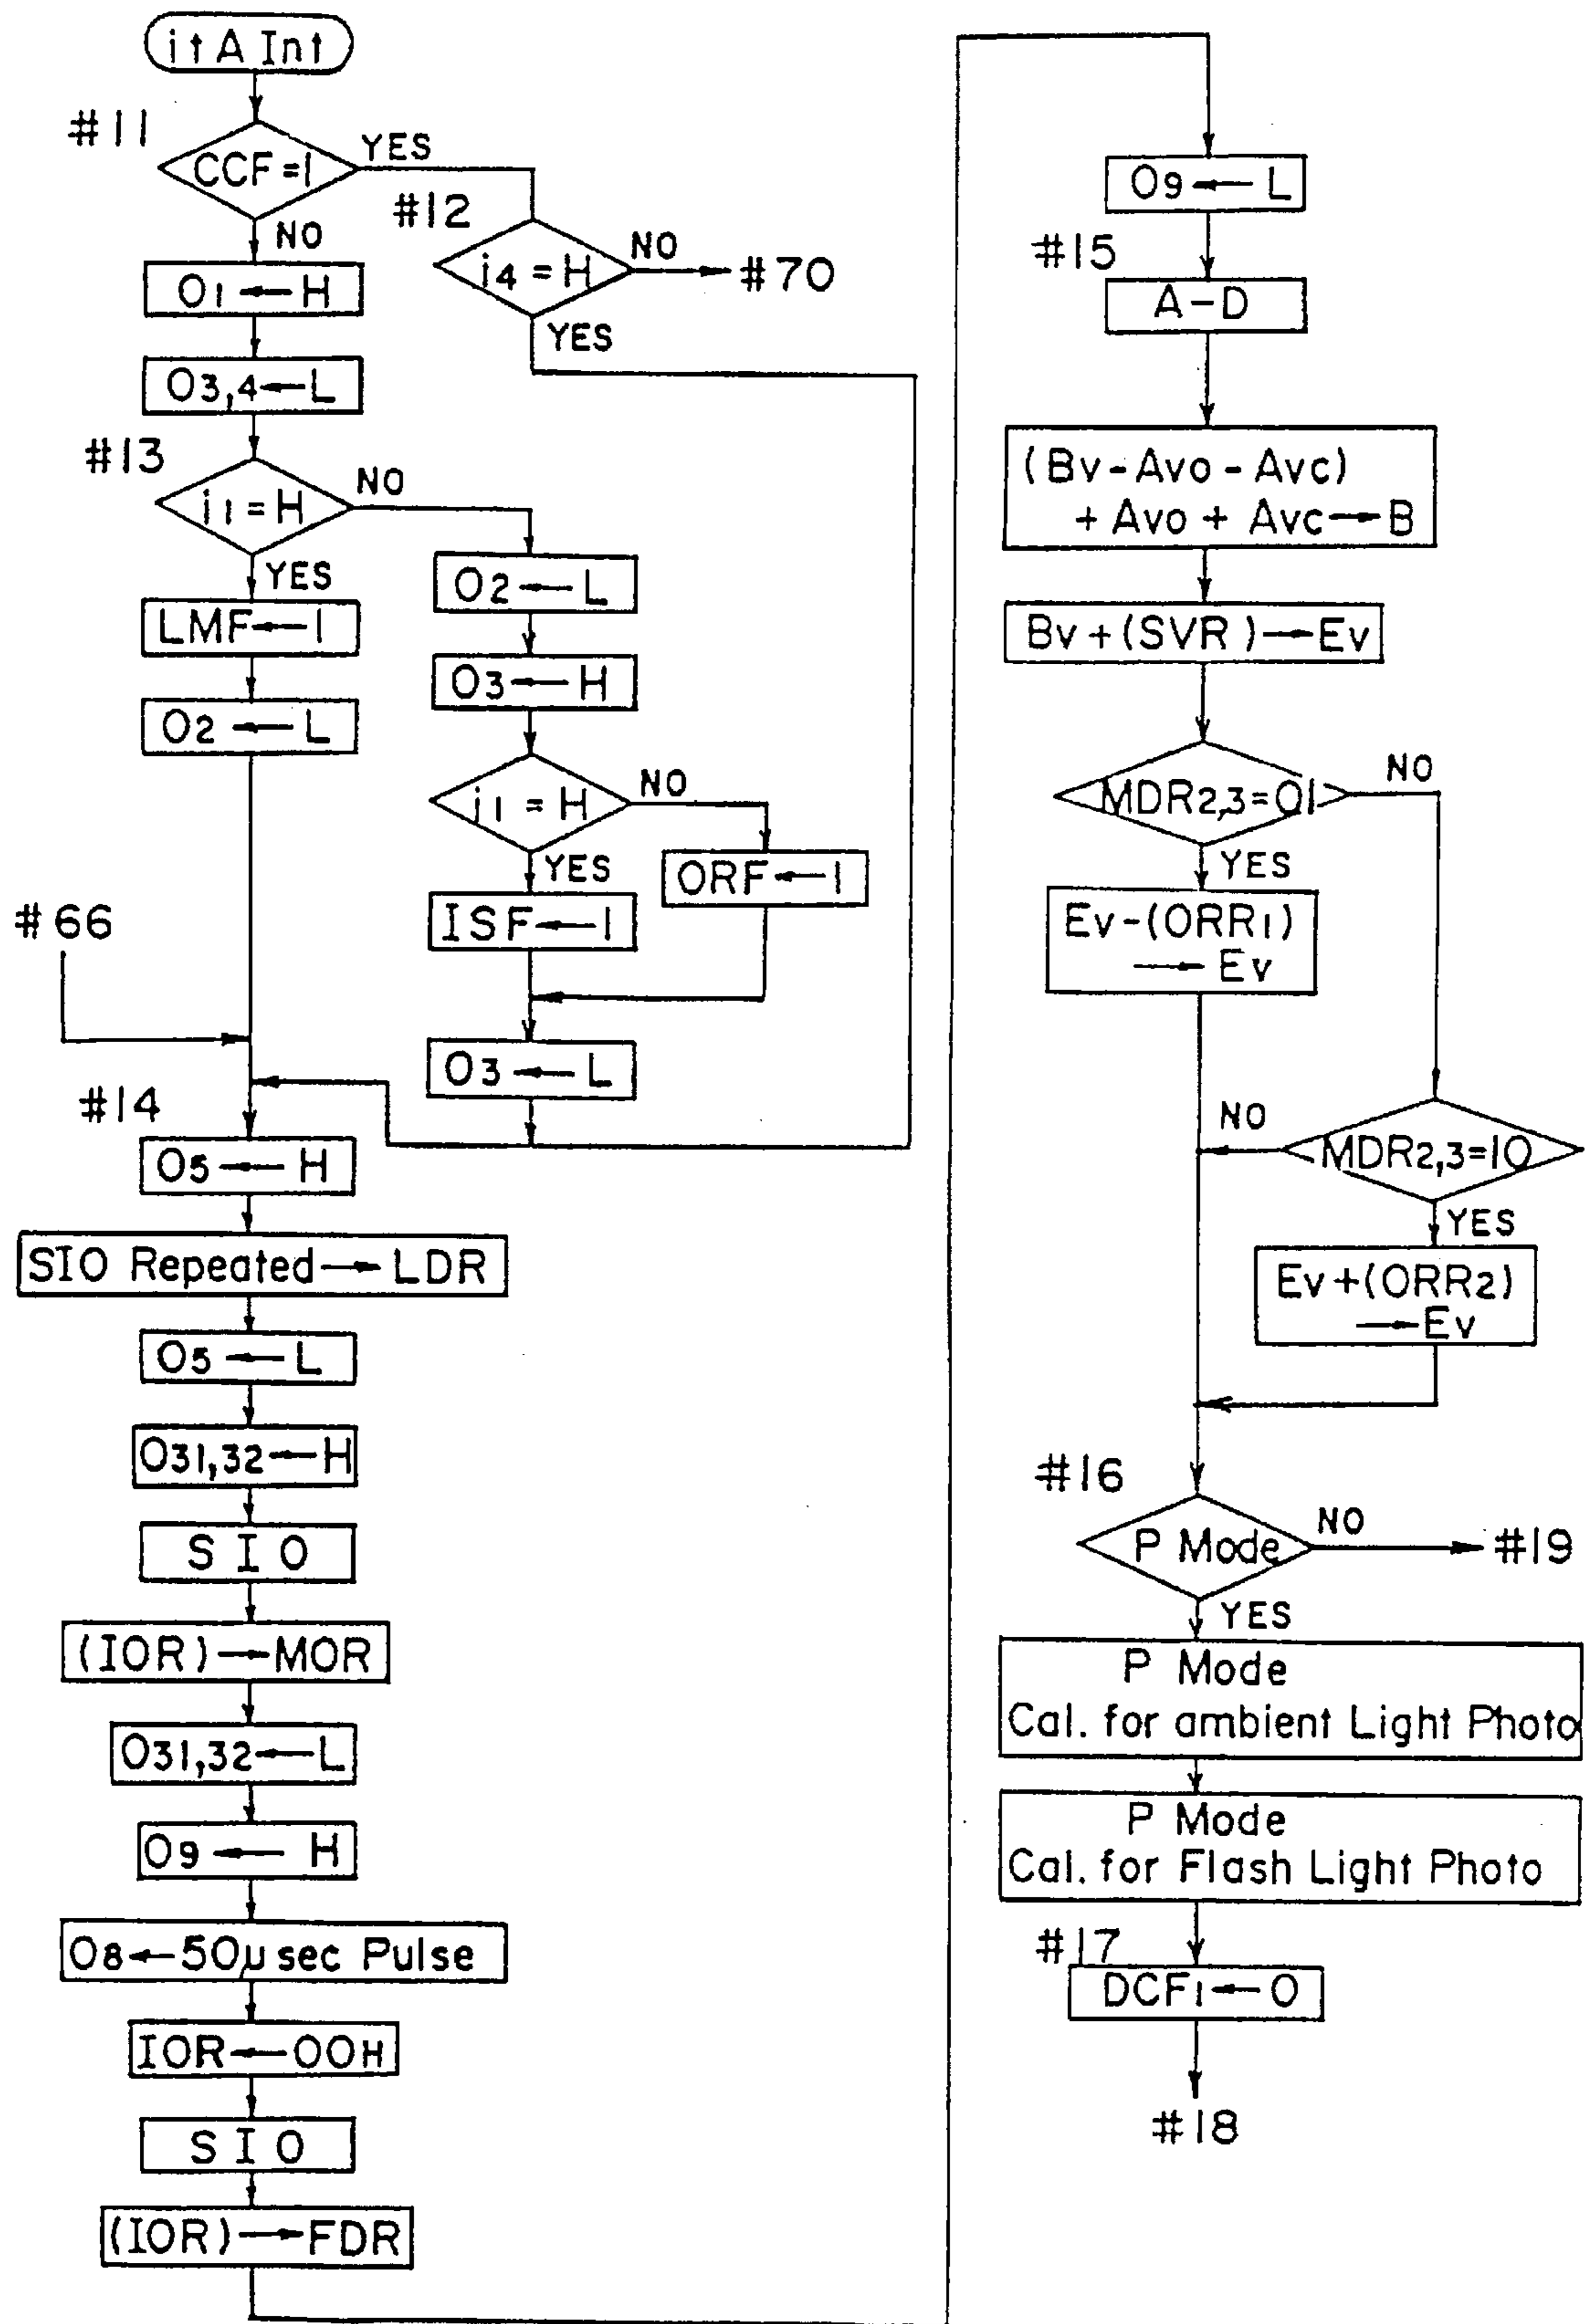 itA Int
#11
CCF=1
YES
NO
#12
i4 = H
NO
#70
YES
O1 ← H
O3,4 ← L
#13
i1 = H
NO
YES
LMF ← 1
O2 ← L
O2 ← L
O3 ← H
i1 = H
NO
YES
ORF ← 1
ISF ← 1
#66
O3 ← L
#14
O5 ← H
SIO Repeated → LDR
O5 ← L
O31,32 ← H
SIO
(IOR) → MOR
O31,32 ← L
O9 ← H
O8 ← 50μsec Pulse
IOR ← OOH
SIO
(IOR) → FDR
O9 ← L
#15
A-D
(Bv-Avo-Avc)
+ Avo + Avc → B
Bv+(SVR) → Ev
MDR2,3=01
NO
YES
Ev-(ORR1)
→ Ev
MDR2,3=10
NO
YES
Ev+(ORR2)
→ Ev
#16
P Mode
NO
#19
YES
P Mode
Cal. for ambient Light Photo
P Mode
Cal. for Flash Light Photo
#17
DCF1 ← O
#18